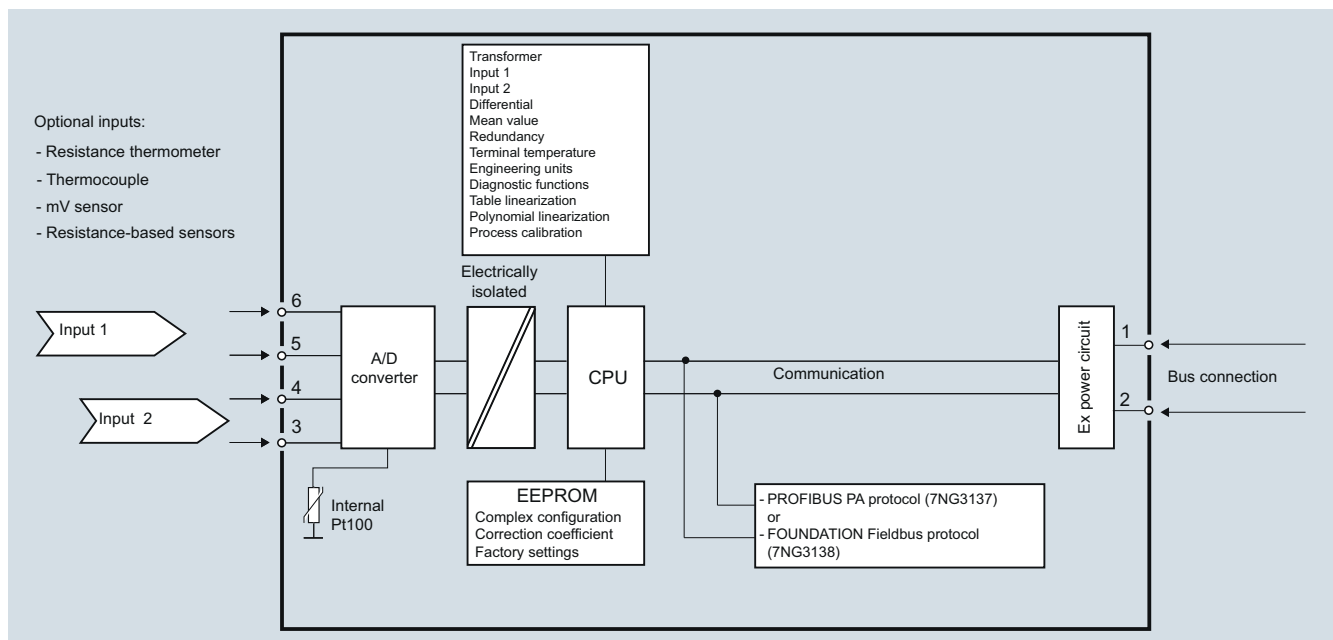 Optional inputs:
- Resistance thermometer
- Thermocouple
- mV sensor
- Resistance-based sensors
Transformer
Input 1
Input 2
Differential
Mean value
Redundancy
Terminal temperature
Engineering units
Diagnostic functions
Table linearization
Polynomial linearization
Process calibration
Electrically
isolated
Input 1
Input 2
6
5
4
3
A/D
converter
CPU
Communication
Ex power circuit
1
2
Bus connection
Internal
Pt100
EEPROM
Complex configuration
Correction coefficient
Factory settings
- PROFIBUS PA protocol (7NG3137)
or
- FOUNDATION Fieldbus protocol
(7NG3138)